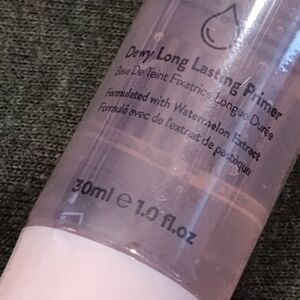 Dewy Long Lasting Primer
Base De Teint Fixatrice Longue Durée
Formulated with Watermelon Extract
Formulé avec de l'extrait de pastèque
30ml e 1.0 fl.oz